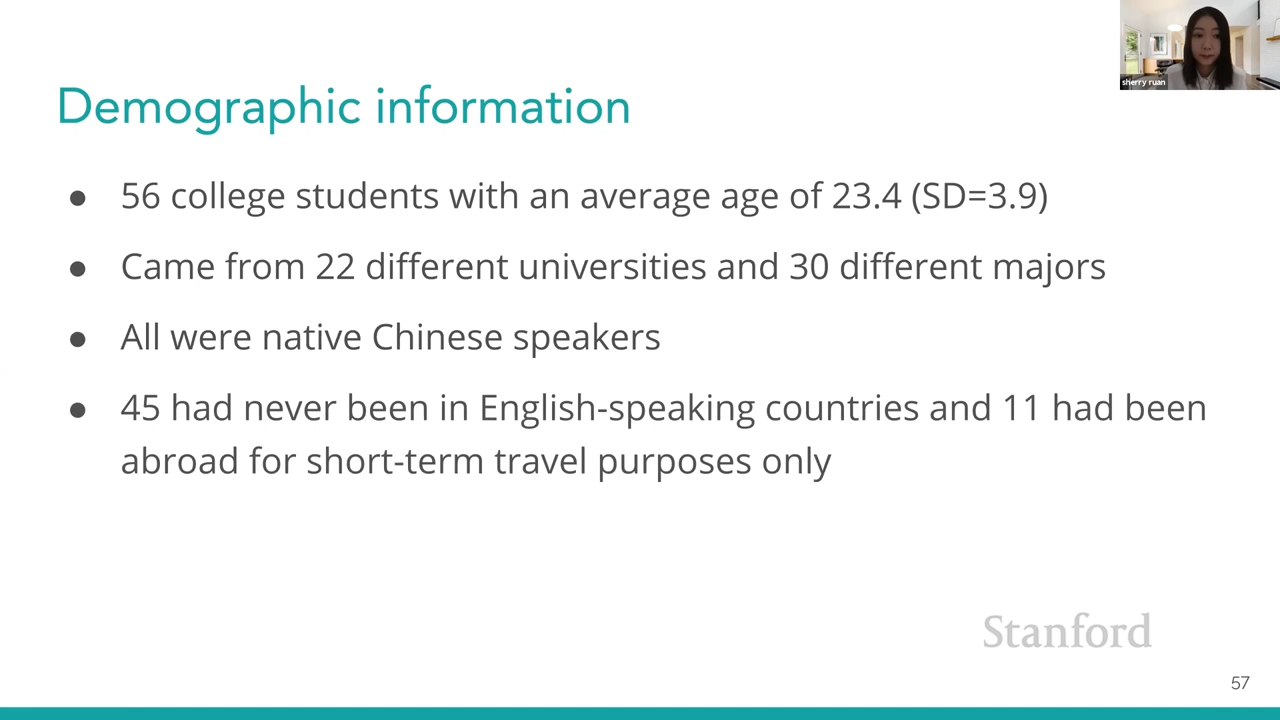 sherry ruan
Demographic information
● 56 college students with an average age of 23.4 (SD=3.9)
● Came from 22 different universities and 30 different majors
● All were native Chinese speakers
● 45 had never been in English-speaking countries and 11 had been
abroad for short-term travel purposes only
Stanford
57